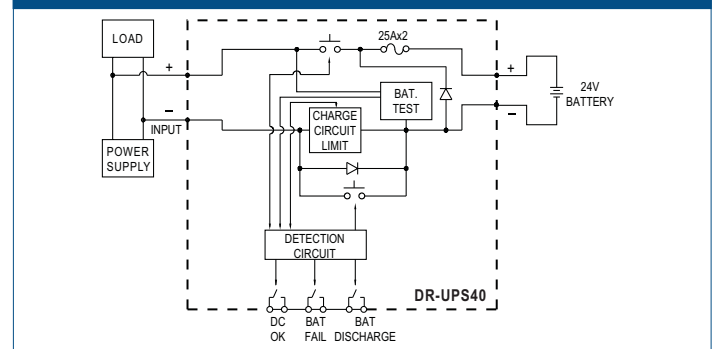 LOAD
25Ax2
+
+
24V
BATTERY
BAT.
TEST
–
–
INPUT
CHARGE
CIRCUIT
LIMIT
POWER
SUPPLY
DETECTION
CIRCUIT
DR-UPS40
DC
OK
BAT
FAIL
BAT
DISCHARGE